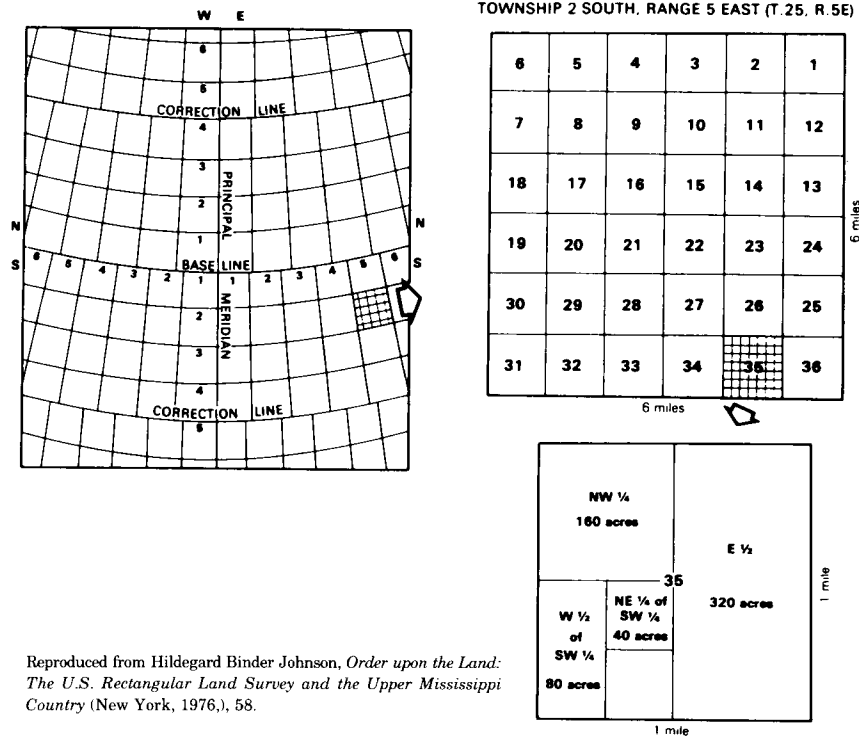 W E
6
5
CORRECTION LINE
4
3
2
1
PRINCIPAL
N N
S S
BASE LINE
6 5 4 3 2 1 1 2 3 4 5 6
2
3
4
MERIDIAN
CORRECTION LINE
5
TOWNSHIP 2 SOUTH, RANGE 5 EAST (T.25, R.5E)
6 5 4 3 2 1
7 8 9 10 11 12
18 17 16 15 14 13
19 20 21 22 23 24
30 29 28 27 26 25
31 32 33 34 35 36
6 miles
6 miles
NW ¼
160 acres
E ½
320 acres
35
NE ¼ of
SW ¼
40 acres
W ½
of
SW ¼
80 acres
1 mile
1 mile
Reproduced from Hildegard Binder Johnson, Order upon the Land:
The U.S. Rectangular Land Survey and the Upper Mississippi
Country (New York, 1976,), 58.